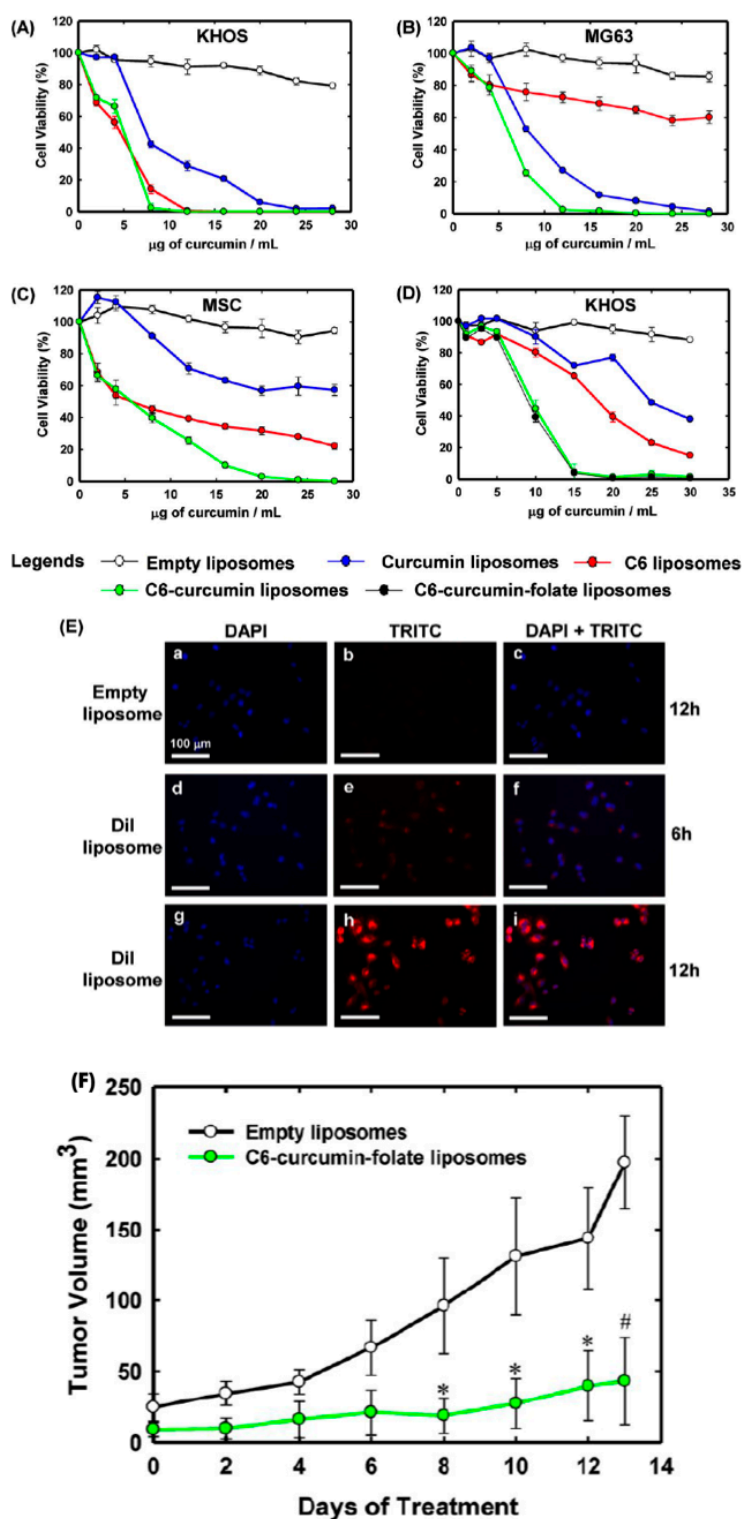 (A) KHOS
Cell Viability (%)
120
100
80
60
40
20
0
0 5 10 15 20 25 30
µg of curcumin / mL
(B) MG63
Cell Viability (%)
120
100
80
60
40
20
0
0 5 10 15 20 25 30
µg of curcumin / mL
(C) MSC
Cell Viability (%)
120
100
80
60
40
20
0
0 5 10 15 20 25 30
µg of curcumin / mL
(D) KHOS
Cell Viability (%)
120
100
80
60
40
20
0
0 5 10 15 20 25 30 35
µg of curcumin / mL
Legends Empty liposomes Curcumin liposomes C6 liposomes
C6-curcumin liposomes C6-curcumin-folate liposomes
(E) DAPI TRITC DAPI + TRITC
Empty
liposome
a b c
100 µm
12h
Dil
liposome
d e f
6h
Dil
liposome
g h i
12h
(F)
Tumor Volume (mm3)
250
200
150
100
50
0
Empty liposomes
C6-curcumin-folate liposomes
* * * #
0 2 4 6 8 10 12 14
Days of Treatment